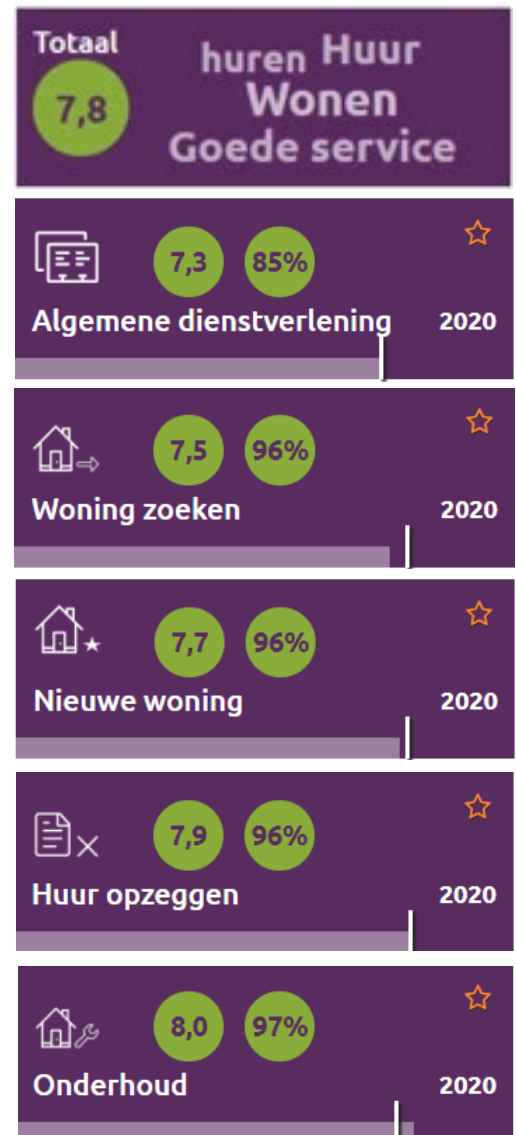 Totaal
7,8
huren Huur
Wonen
Goede service
7,3 85%
Algemene dienstverlening 2020
7,5 96%
Woning zoeken 2020
7,7 96%
Nieuwe woning 2020
7,9 96%
Huur opzeggen 2020
8,0 97%
Onderhoud 2020